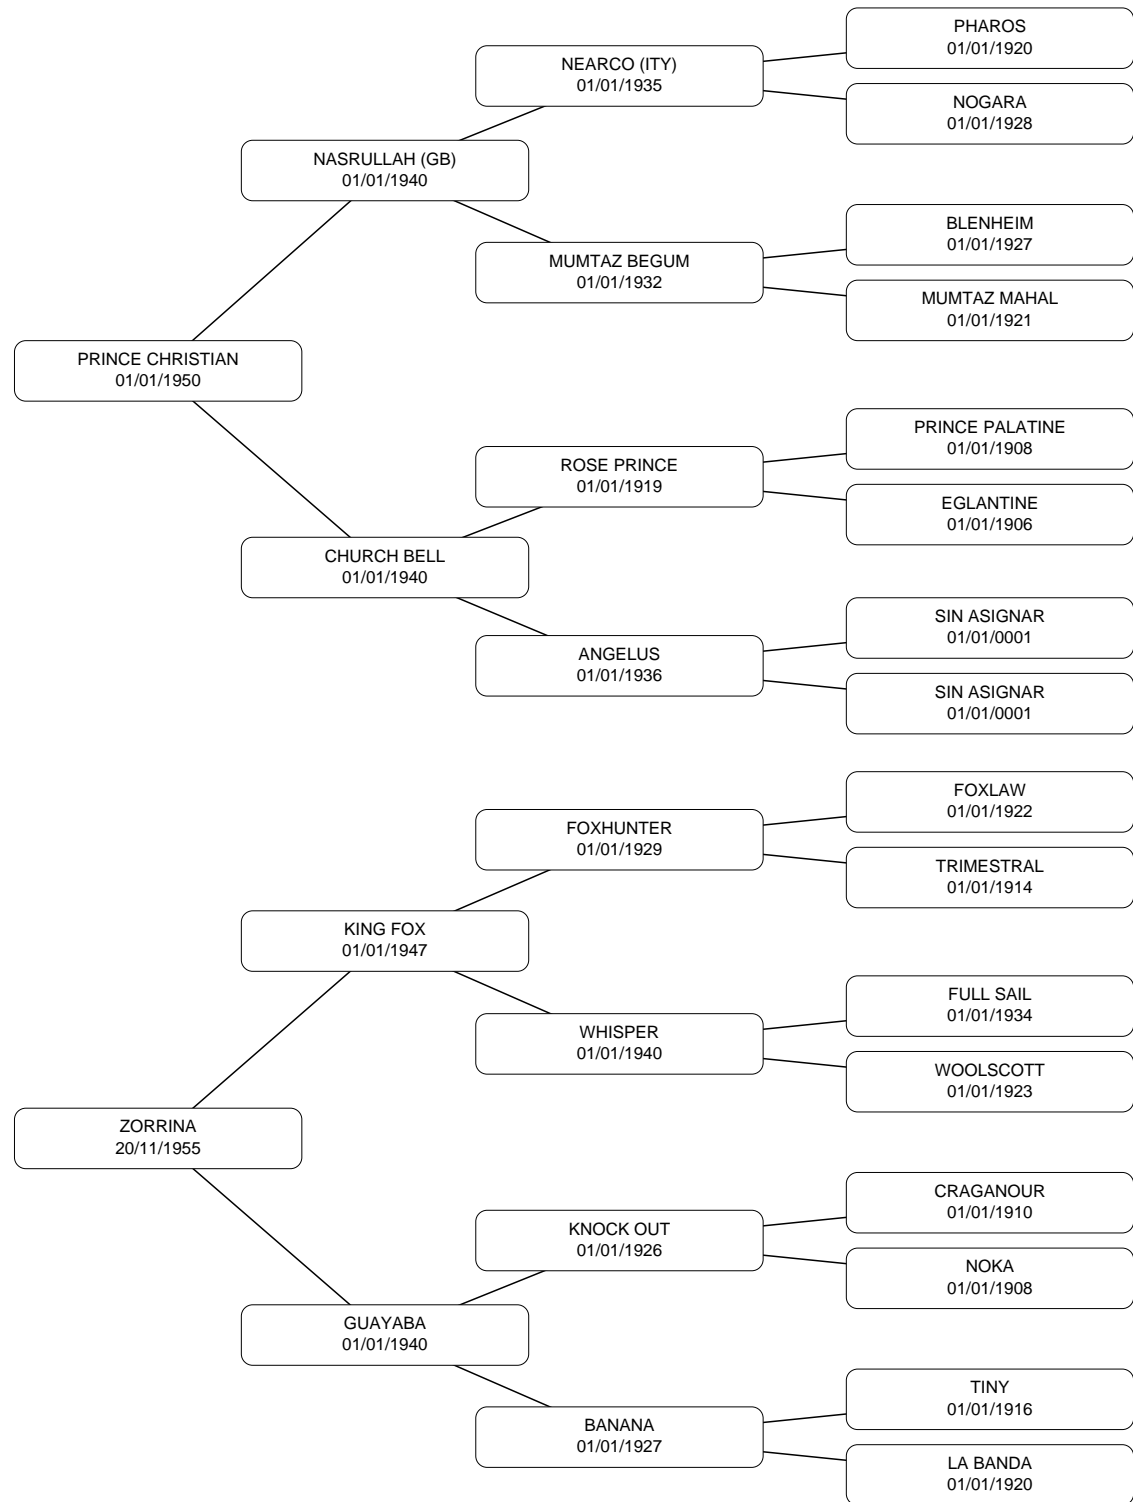 PHAROS
01/01/1920
NEARCO (ITY)
01/01/1935
NOGARA
01/01/1928
NASRULLAH (GB)
01/01/1940
BLENHEIM
01/01/1927
MUMTAZ BEGUM
01/01/1932
MUMTAZ MAHAL
01/01/1921
PRINCE CHRISTIAN
01/01/1950
PRINCE PALATINE
01/01/1908
ROSE PRINCE
01/01/1919
EGLANTINE
01/01/1906
CHURCH BELL
01/01/1940
SIN ASIGNAR
01/01/0001
ANGELUS
01/01/1936
SIN ASIGNAR
01/01/0001
FOXLAW
01/01/1922
FOXHUNTER
01/01/1929
TRIMESTRAL
01/01/1914
KING FOX
01/01/1947
FULL SAIL
01/01/1934
WHISPER
01/01/1940
WOOLSCOTT
01/01/1923
ZORRINA
20/11/1955
CRAGANOUR
01/01/1910
KNOCK OUT
01/01/1926
NOKA
01/01/1908
GUAYABA
01/01/1940
TINY
01/01/1916
BANANA
01/01/1927
LA BANDA
01/01/1920